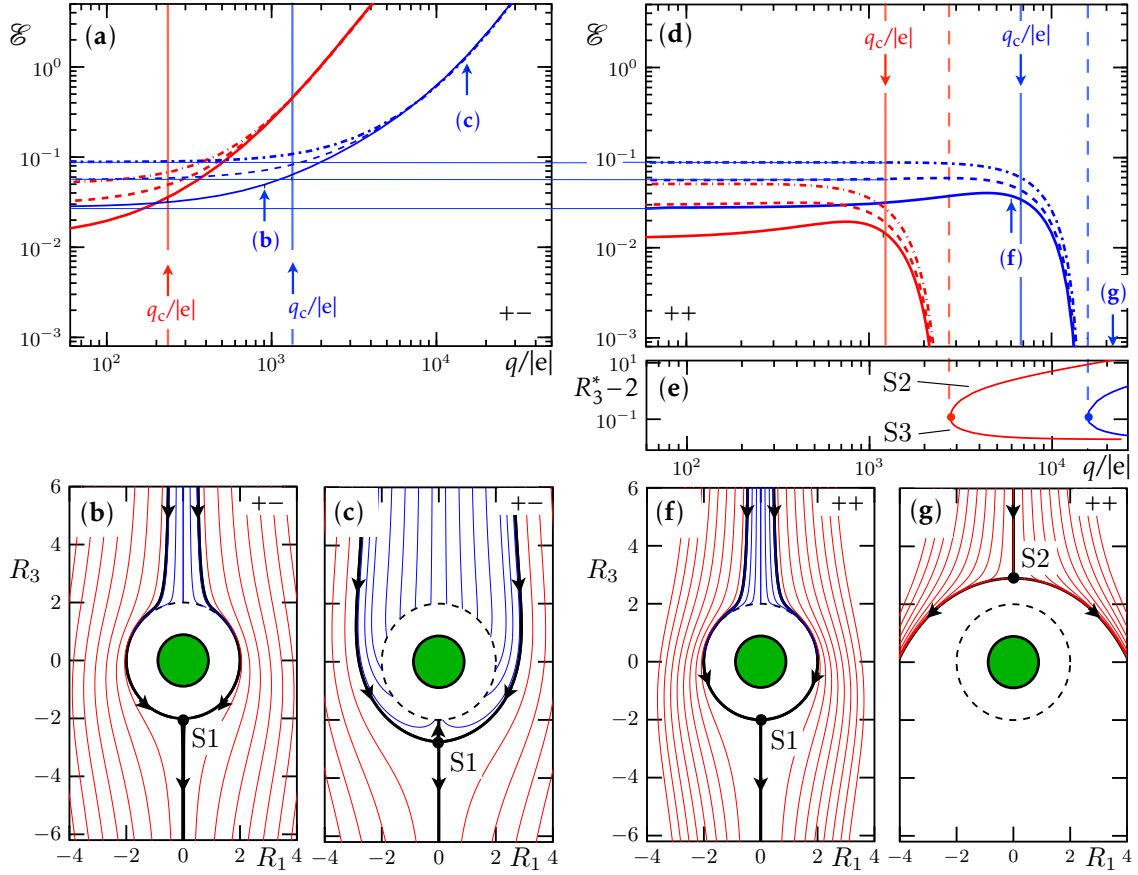 ℰ (a)
10⁰
10⁻¹
10⁻²
10⁻³
(c)
(b)
q_c/|e| q_c/|e|
+−
10² 10³ 10⁴ q/|e|
ℰ (d)
q_c/|e| q_c/|e|
10⁰
10⁻¹
10⁻²
10⁻³
(f)
(g)
++
R₃*−2 (e)
10¹
10⁻¹
S2
S3
10² 10³ 10⁴ q/|e|
(b) +−
R₃
6
4
2
0
−2
−4
−6
S1
−4 −2 0 2 R₁ 4
(c) +−
S1
−4 −2 0 2 R₁ 4
(f) ++
R₃
6
4
2
0
−2
−4
−6
S1
−4 −2 0 2 R₁ 4
(g) ++
S2
−4 −2 0 2 R₁ 4